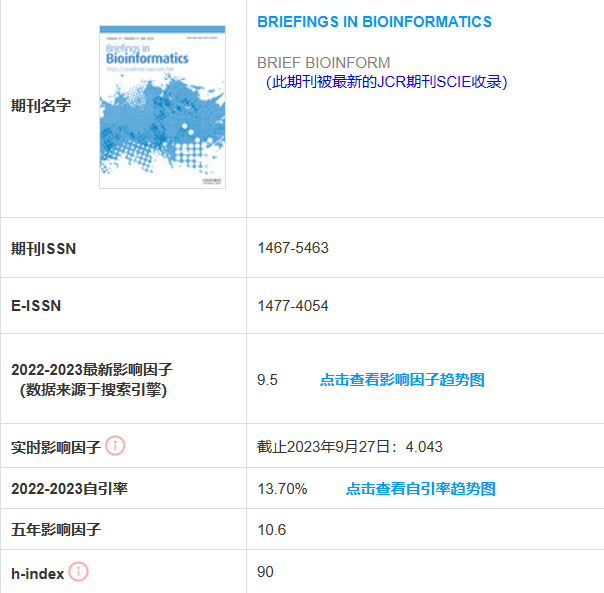 BRIEFINGS IN BIOINFORMATICS
BRIEF BIOINFORM
(此期刊被最新的JCR期刊SCIE收录)
期刊名字
Briefings in
Bioinformatics
期刊ISSN
1467-5463
E-ISSN
1477-4054
2022-2023最新影响因子
(数据来源于搜索引擎)
9.5
点击查看影响因子趋势图
实时影响因子
截止2023年9月27日：4.043
2022-2023自引率
13.70%
点击查看自引率趋势图
五年影响因子
10.6
h-index
90